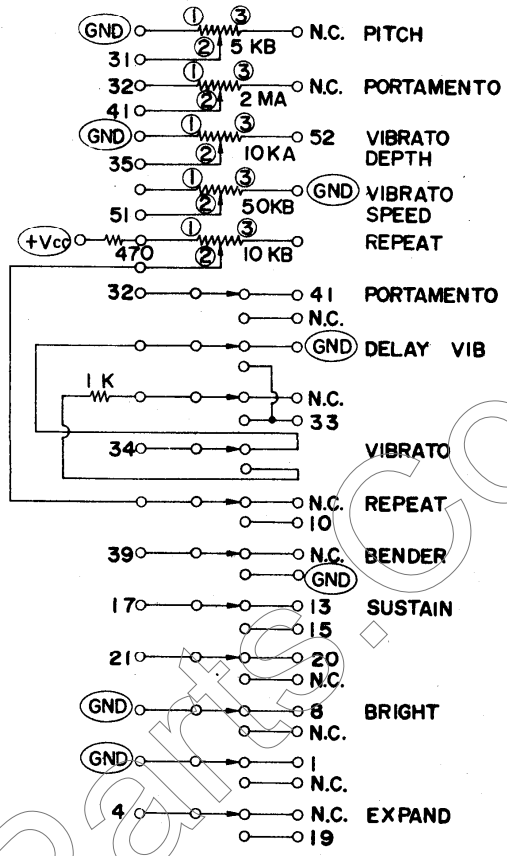 ① ③
GND N.C. PITCH
② 5 KB
31
① ③
32 N.C. PORTAMENTO
② 2 MA
41
① ③
GND 52 VIBRATO
② 10KA DEPTH
35
① ③
GND VIBRATO
② 50KB SPEED
51
① ③
+Vcc REPEAT
470 ② 10 KB
32 41 PORTAMENTO
N.C.
GND DELAY VIB
1 K
N.C.
33
34 VIBRATO
N.C. REPEAT
10
39 N.C. BENDER
GND
17 13 SUSTAIN
15
21 20
N.C.
GND 8 BRIGHT
N.C.
GND 1
N.C.
4 N.C. EXPAND
19
Parts.Co